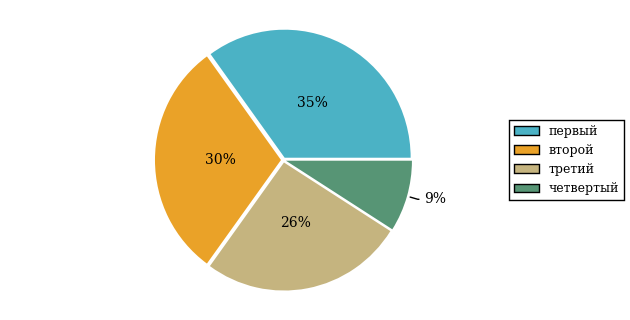 35%
30%
26%
9%
первый
второй
третий
четвертый